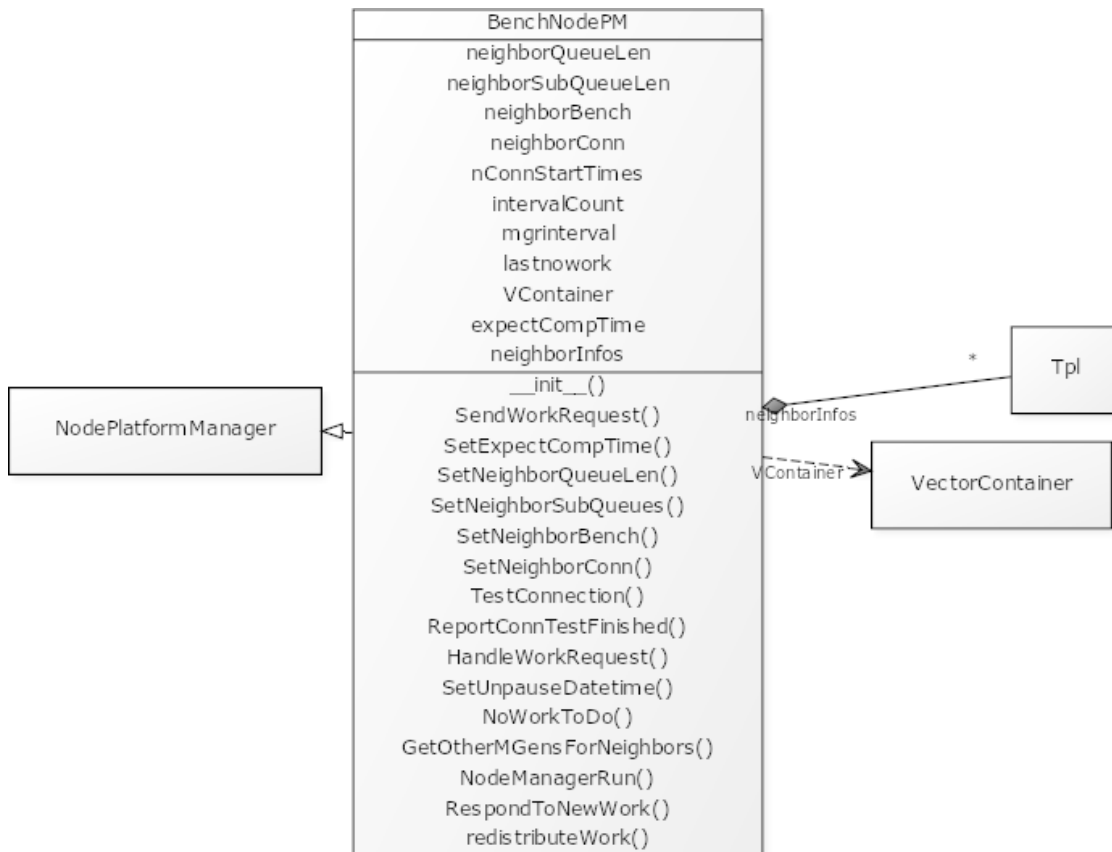 BenchNodePM
neighborQueueLen
neighborSubQueueLen
neighborBench
neighborConn
nConnStartTimes
intervalCount
mgrinterval
lastnowork
VContainer
expectCompTime
neighborInfos
__init__()
SendWorkRequest()
SetExpectCompTime()
SetNeighborQueueLen()
SetNeighborSubQueues()
SetNeighborBench()
SetNeighborConn()
TestConnection()
ReportConnTestFinished()
HandleWorkRequest()
SetUnpauseDatetime()
NoWorkToDo()
GetOtherMGensForNeighbors()
NodeManagerRun()
RespondToNewWork()
redistributeWork()
NodePlatformManager
*
neighborInfos
Tpl
VContainer
VectorContainer